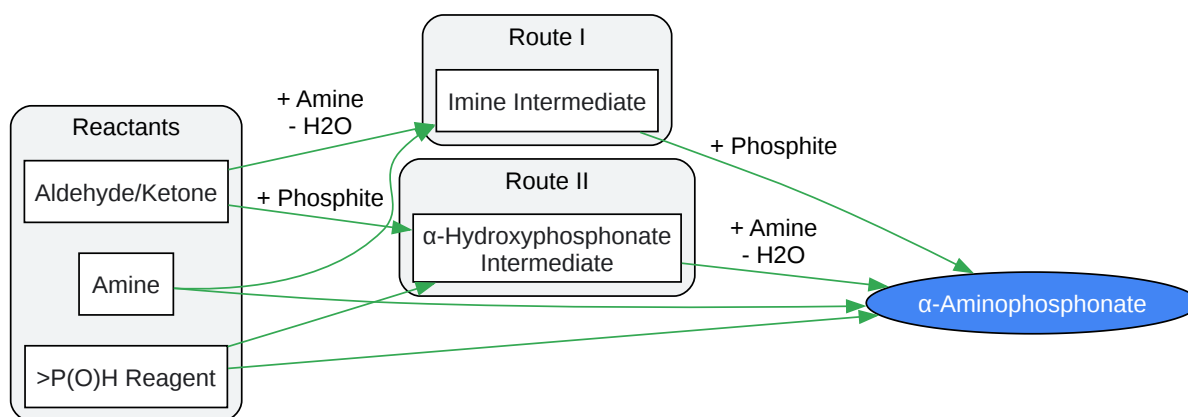 Route I
Imine Intermediate
+ Amine
- H2O
Reactants
Aldehyde/Ketone
+ Phosphite
Route II
+ Phosphite
α-Hydroxyphosphonate
Intermediate
+ Amine
- H2O
Amine
α-Aminophosphonate
>P(O)H Reagent